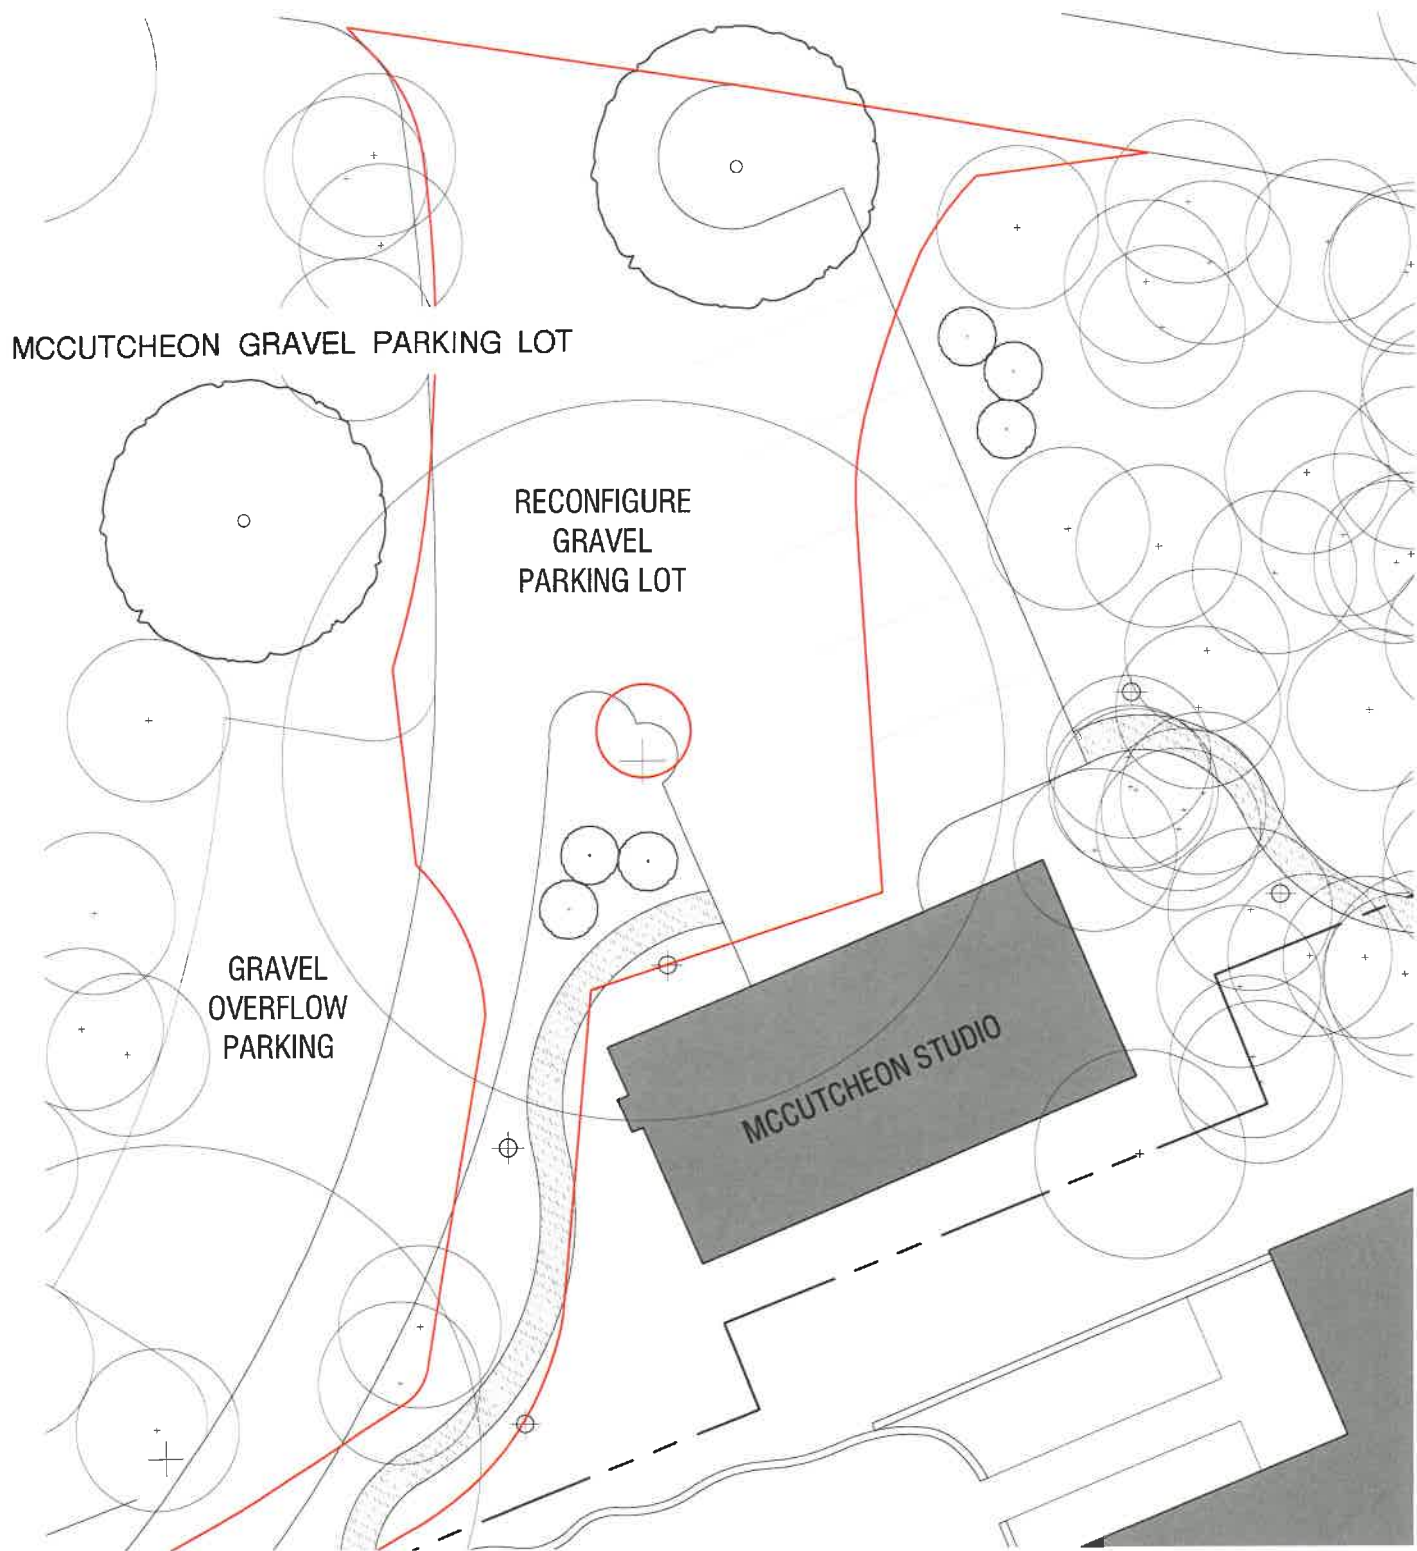 MCCUTCHEON GRAVEL PARKING LOT
RECONFIGURE
GRAVEL
PARKING LOT
GRAVEL
OVERFLOW
PARKING
MCCUTCHEON STUDIO